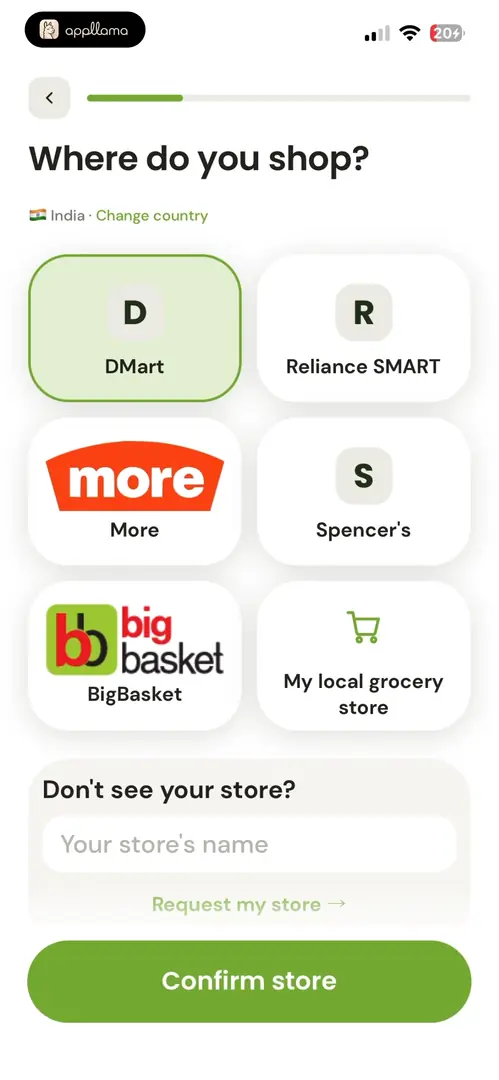 appllama
20
Where do you shop?
🇮🇳 India · Change country
D
DMart
R
Reliance SMART
more
More
S
Spencer's
bb big
basket
BigBasket
My local grocery
store
Don't see your store?
Your store's name
Request my store →
Confirm store